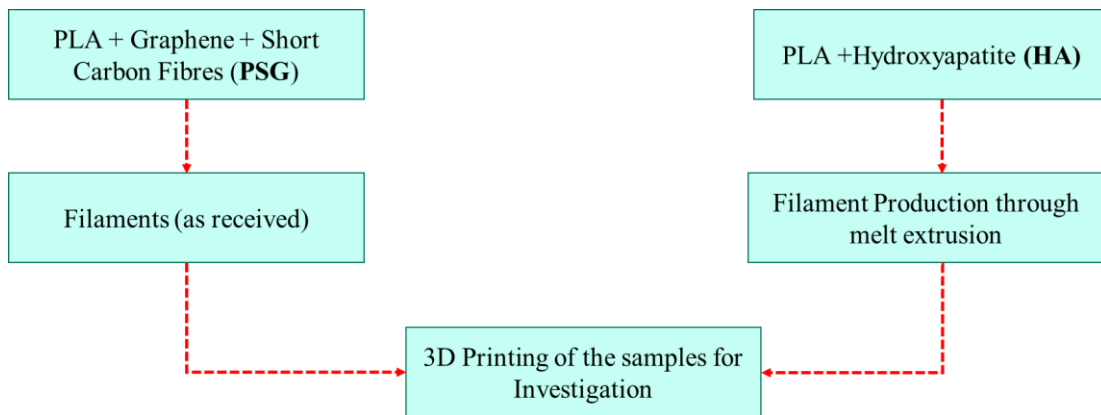 PLA + Graphene + Short
Carbon Fibres (PSG)
PLA +Hydroxyapatite (HA)
Filaments (as received)
Filament Production through
melt extrusion
3D Printing of the samples for
Investigation